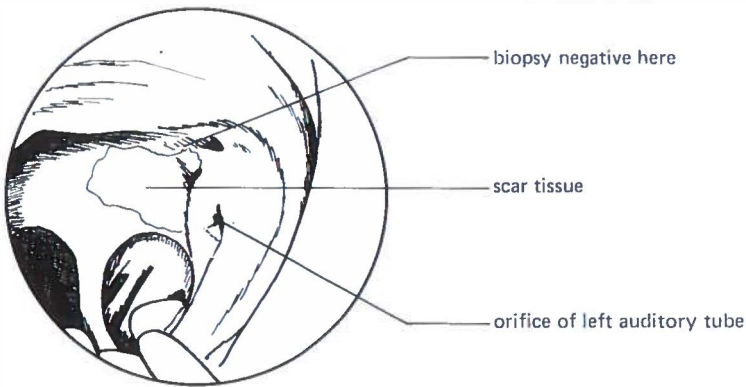 biopsy negative here
scar tissue
orifice of left auditory tube